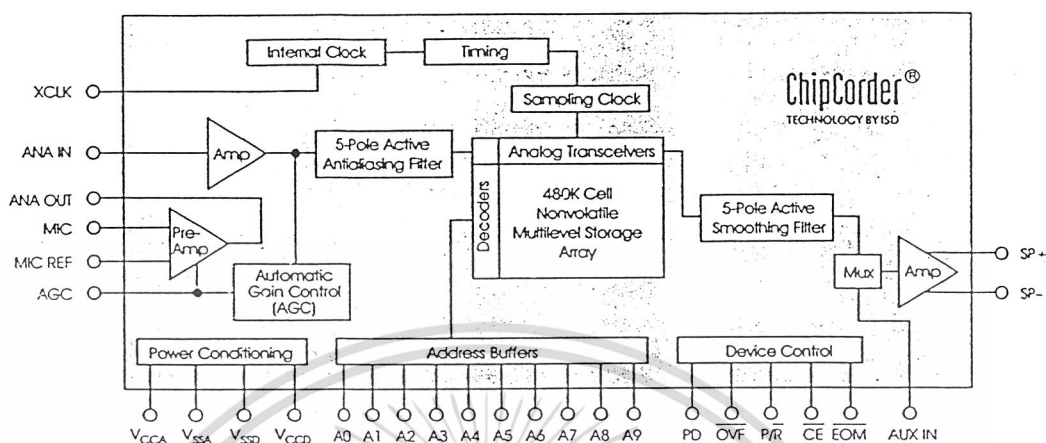 Internal Clock
Timing
XCLK
Sampling Clock
ChipCorder®
TECHNOLOGY BY ISD
ANA IN
Amp
5-Pole Active
Antialiasing Filter
Decoders
Analog Transceivers
480K Cell
Nonvolatile
Multilevel Storage
Array
ANA OUT
MIC
Pre-
Amp
MIC REF
AGC
Automatic
Gain Control
(AGC)
5-Pole Active
Smoothing Filter
Mux
Amp
SP+
SP-
Power Conditioning
Address Buffers
Device Control
VCCA VSSA VSSD VCCD A0 A1 A2 A3 A4 A5 A6 A7 A8 A9 PD O̅V̅F̅ P/R̅ C̅E̅ E̅O̅M̅ AUX IN